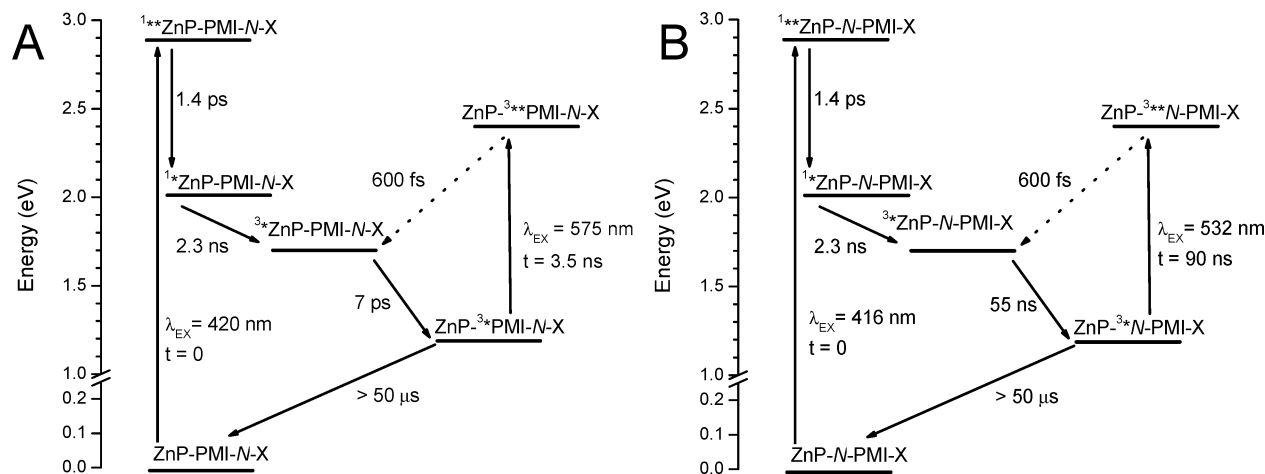 A
Energy (eV)
3.0
2.5
2.0
1.5
1.0
0.2
0.1
0.0
¹**ZnP-PMI-N-X
1.4 ps
ZnP-³**PMI-N-X
¹*ZnP-PMI-N-X
600 fs
³*ZnP-PMI-N-X
2.3 ns
λEX = 575 nm
t = 3.5 ns
7 ps
ZnP-³*PMI-N-X
λEX = 420 nm
t = 0
> 50 μs
ZnP-PMI-N-X
B
Energy (eV)
3.0
2.5
2.0
1.5
1.0
0.2
0.1
0.0
¹**ZnP-N-PMI-X
1.4 ps
ZnP-³**N-PMI-X
¹*ZnP-N-PMI-X
600 fs
³*ZnP-N-PMI-X
2.3 ns
λEX = 532 nm
t = 90 ns
55 ns
ZnP-³*N-PMI-X
λEX = 416 nm
t = 0
> 50 μs
ZnP-N-PMI-X